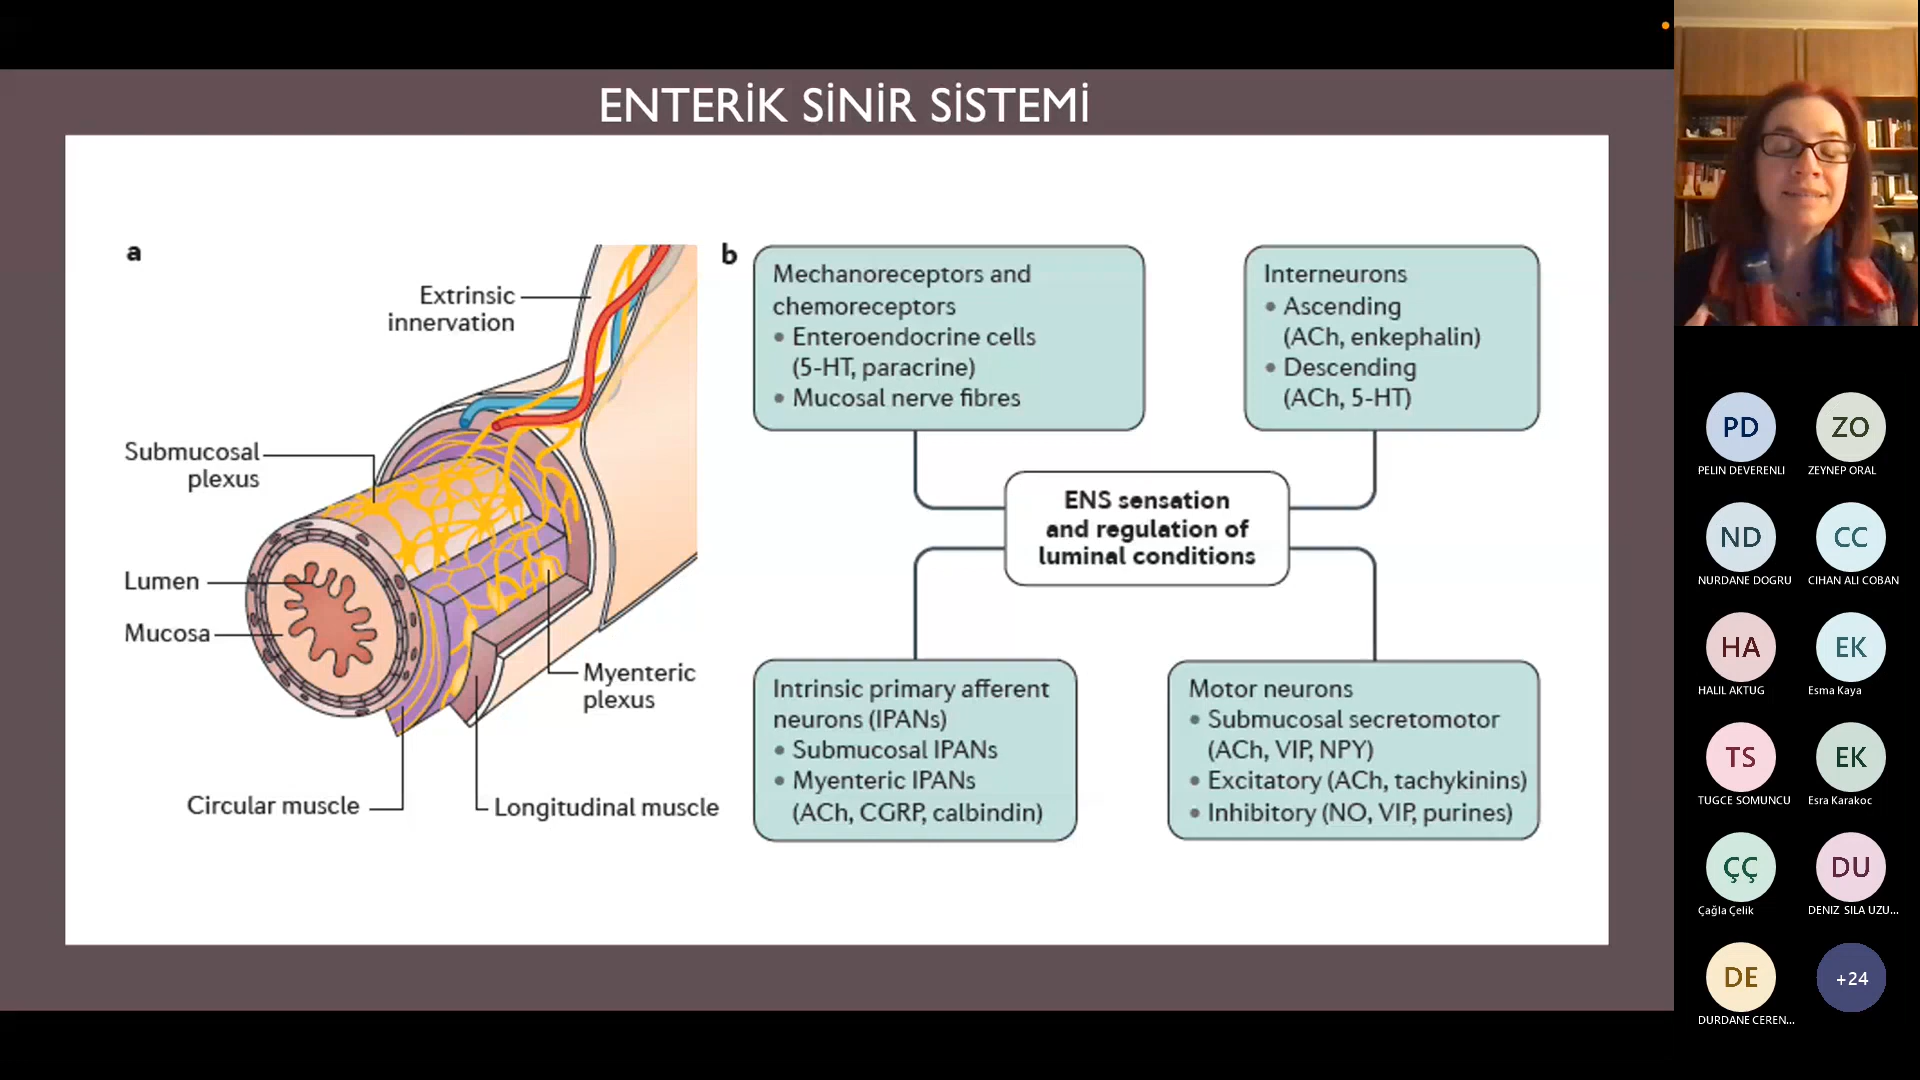 ENTERİK SİNİR SİSTEMİ
a
Extrinsic
innervation
Submucosal
plexus
Lumen
Mucosa
Myenteric
plexus
Circular muscle
Longitudinal muscle
b
Mechanoreceptors and
chemoreceptors
• Enteroendocrine cells
(5-HT, paracrine)
• Mucosal nerve fibres
Interneurons
• Ascending
(ACh, enkephalin)
• Descending
(ACh, 5-HT)
ENS sensation
and regulation of
luminal conditions
Intrinsic primary afferent
neurons (IPANs)
• Submucosal IPANs
• Myenteric IPANs
(ACh, CGRP, calbindin)
Motor neurons
• Submucosal secretomotor
(ACh, VIP, NPY)
• Excitatory (ACh, tachykinins)
• Inhibitory (NO, VIP, purines)
PD
PELIN DEVERENLI
ZO
ZEYNEP ORAL
ND
NURDANE DOGRU
CC
CIHAN ALI COBAN
HA
HALIL AKTUG
EK
Esma Kaya
TS
TUGCE SOMUNCU
EK
Esra Karakoc
ÇÇ
Çağla Çelik
DU
DENIZ SILA UZU...
DE
DURDANE CEREN...
+24